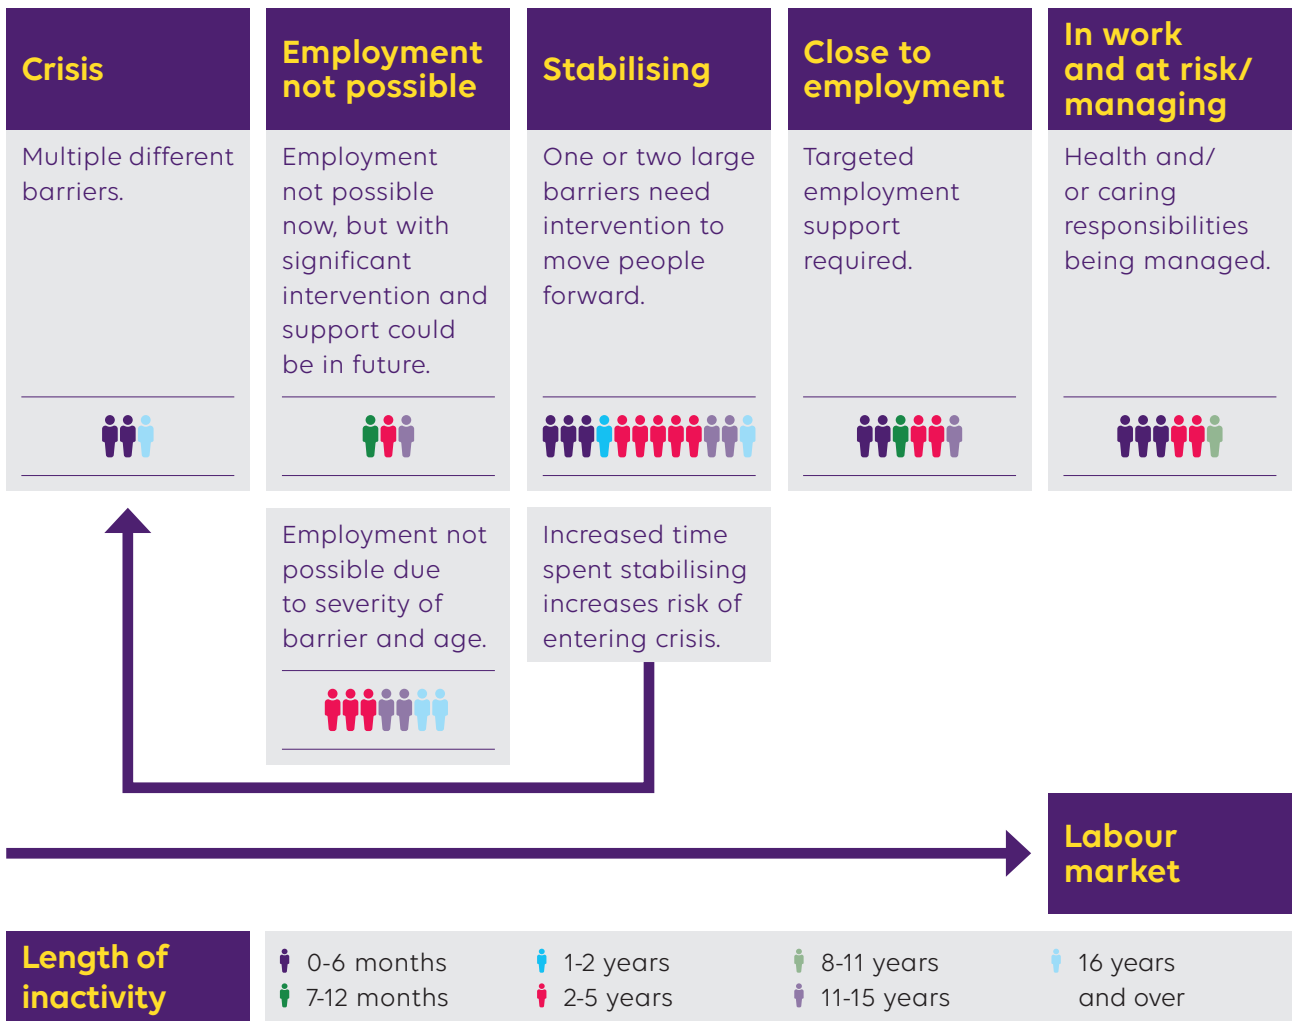 Crisis
Multiple different
barriers.
Employment
not possible
Employment
not possible
now, but with
significant
intervention and
support could
be in future.
Employment not
possible due
to severity of
barrier and age.
Stabilising
One or two large
barriers need
intervention to
move people
forward.
Increased time
spent stabilising
increases risk of
entering crisis.
Close to
employment
Targeted
employment
support
required.
In work
and at risk/
managing
Health and/
or caring
responsibilities
being managed.
Labour
market
Length of
inactivity
0-6 months
7-12 months
1-2 years
2-5 years
8-11 years
11-15 years
16 years
and over